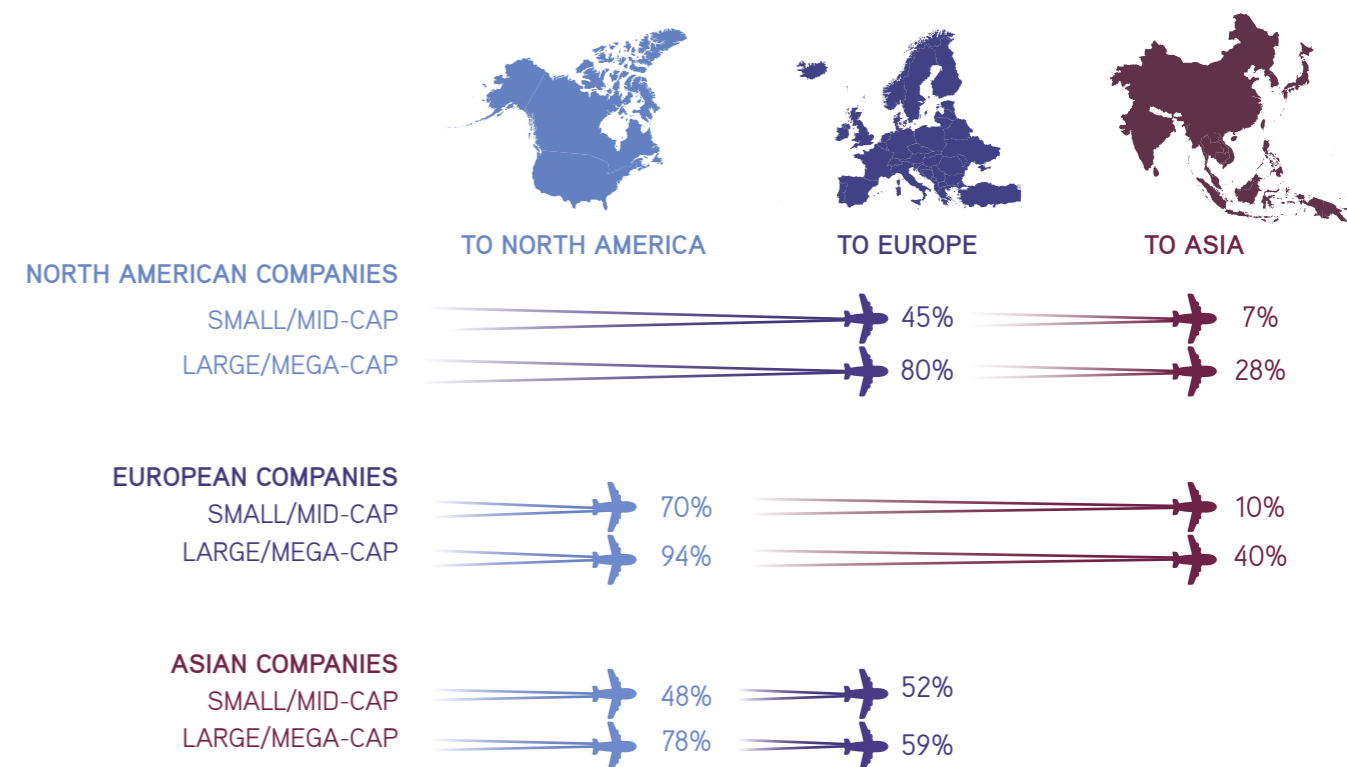 TO NORTH AMERICA TO EUROPE TO ASIA
NORTH AMERICAN COMPANIES
SMALL/MID-CAP 45% 7%
LARGE/MEGA-CAP 80% 28%
EUROPEAN COMPANIES
SMALL/MID-CAP 70% 10%
LARGE/MEGA-CAP 94% 40%
ASIAN COMPANIES
SMALL/MID-CAP 48% 52%
LARGE/MEGA-CAP 78% 59%